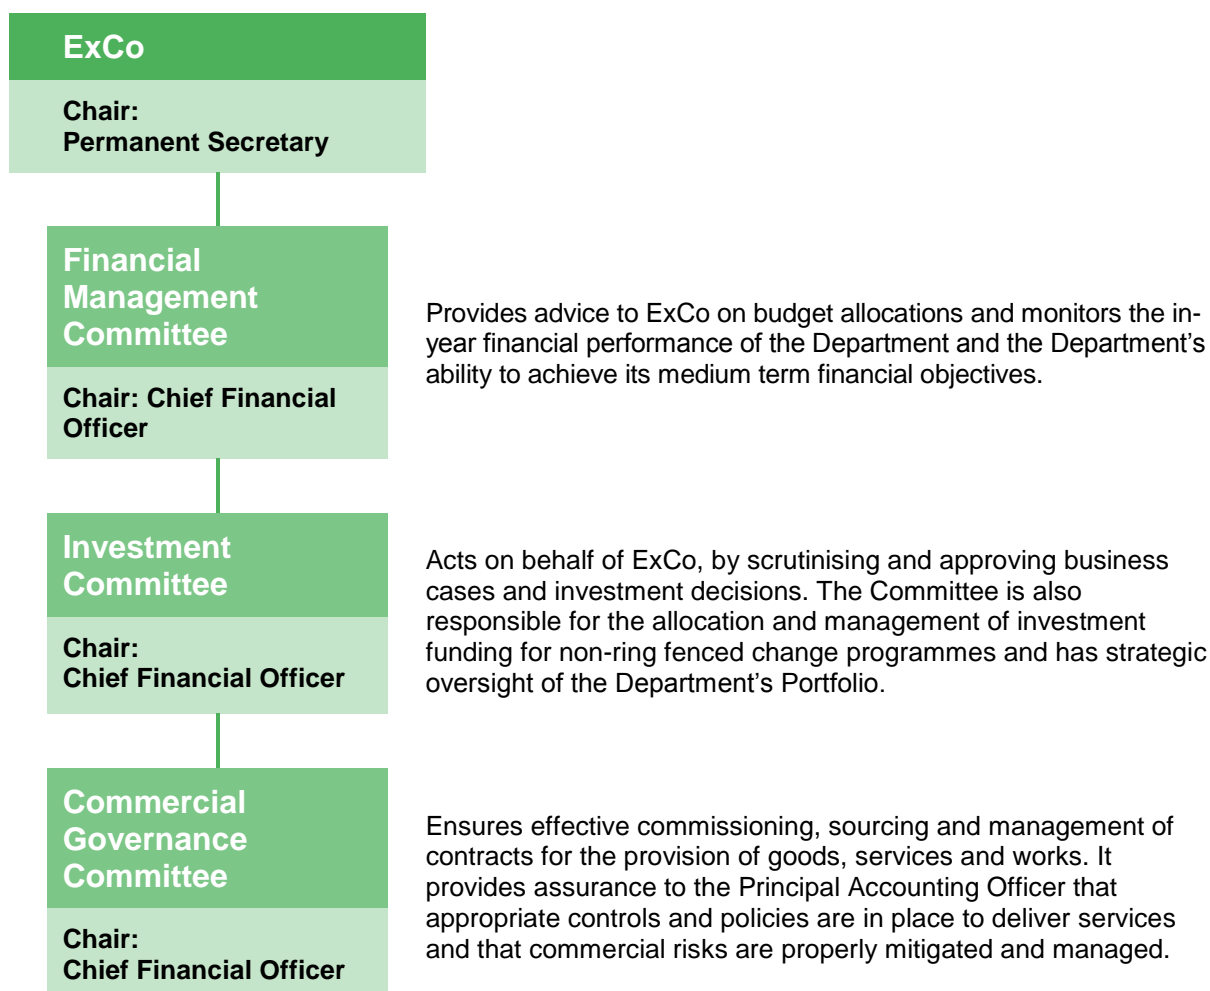 ExCo
Chair:
Permanent Secretary
Financial
Management
Committee
Chair: Chief Financial
Officer
Provides advice to ExCo on budget allocations and monitors the in-
year financial performance of the Department and the Department’s
ability to achieve its medium term financial objectives.
Investment
Committee
Chair:
Chief Financial Officer
Acts on behalf of ExCo, by scrutinising and approving business
cases and investment decisions. The Committee is also
responsible for the allocation and management of investment
funding for non-ring fenced change programmes and has strategic
oversight of the Department’s Portfolio.
Commercial
Governance
Committee
Chair:
Chief Financial Officer
Ensures effective commissioning, sourcing and management of
contracts for the provision of goods, services and works. It
provides assurance to the Principal Accounting Officer that
appropriate controls and policies are in place to deliver services
and that commercial risks are properly mitigated and managed.